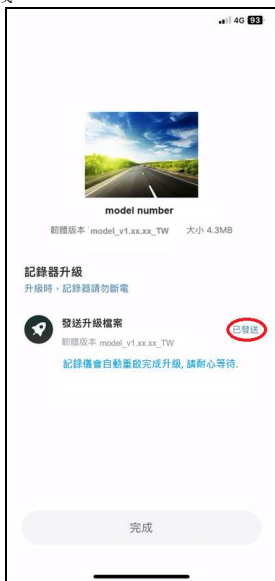 4G 93
model number
韌體版本 model_v1.xx.xx_TW 大小 4.3MB
記錄器升級
升級時，記錄器請勿斷電
發送升級檔案
已發送
韌體版本 model_v1.xx.xx_TW
記錄儀會自動重啟完成升級, 請耐心等待.
完成